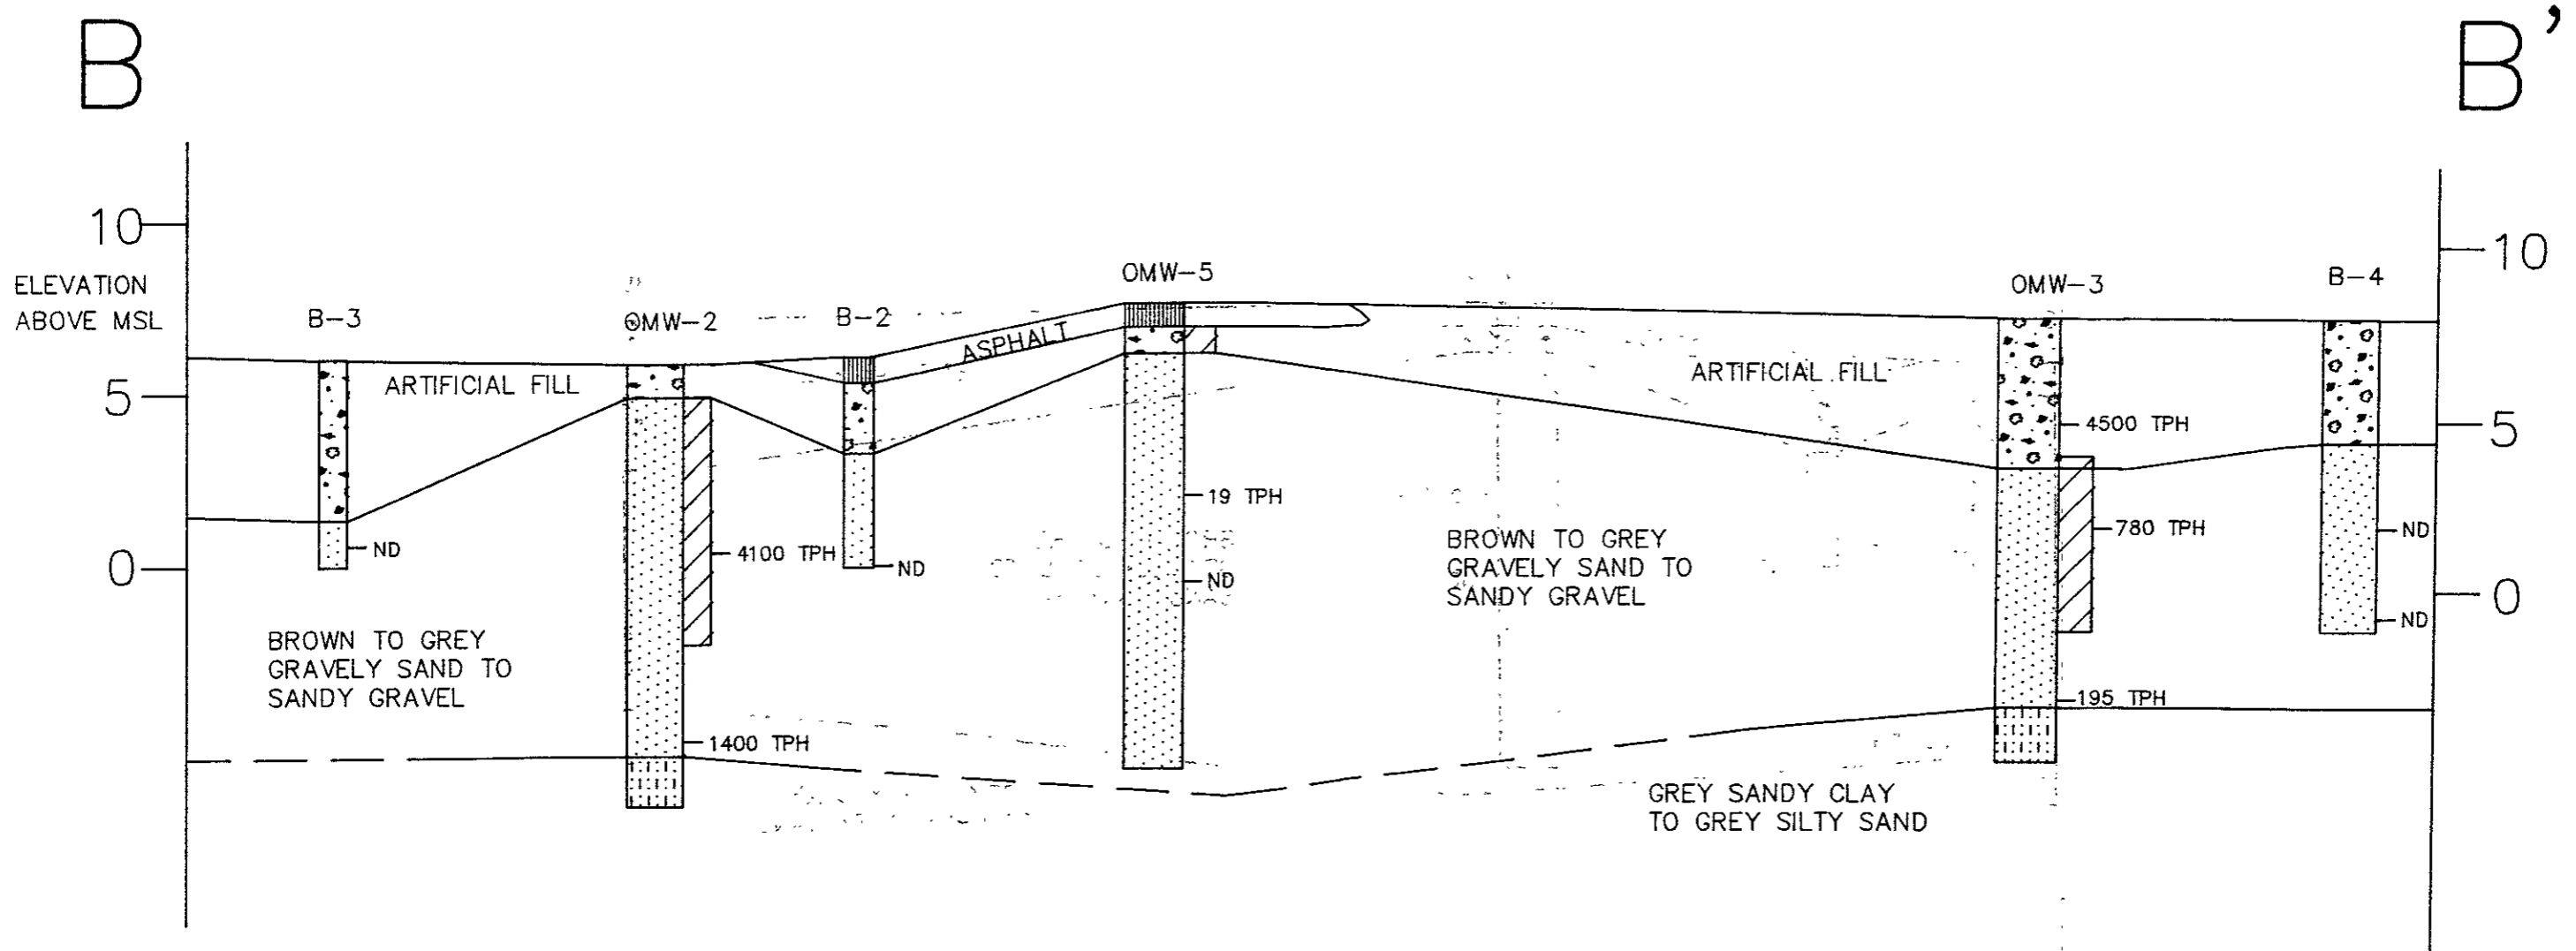 B
B'
10
ELEVATION
ABOVE MSL
5
0
10
5
0
B-3
OMW-2
B-2
OMW-5
OMW-3
B-4
ARTIFICIAL FILL
ASPHALT
ARTIFICIAL FILL
4500 TPH
19 TPH
780 TPH
ND
4100 TPH
ND
ND
ND
ND
BROWN TO GREY
GRAVELY SAND TO
SANDY GRAVEL
BROWN TO GREY
GRAVELY SAND TO
SANDY GRAVEL
195 TPH
1400 TPH
GREY SANDY CLAY
TO GREY SILTY SAND